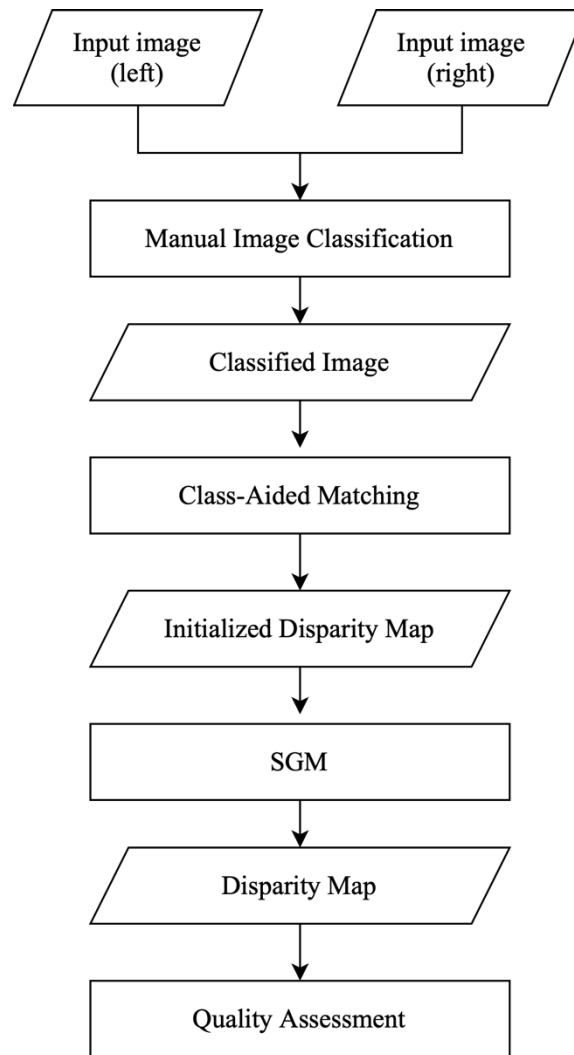 Input image
(left)
Input image
(right)
Manual Image Classification
Classified Image
Class-Aided Matching
Initialized Disparity Map
SGM
Disparity Map
Quality Assessment